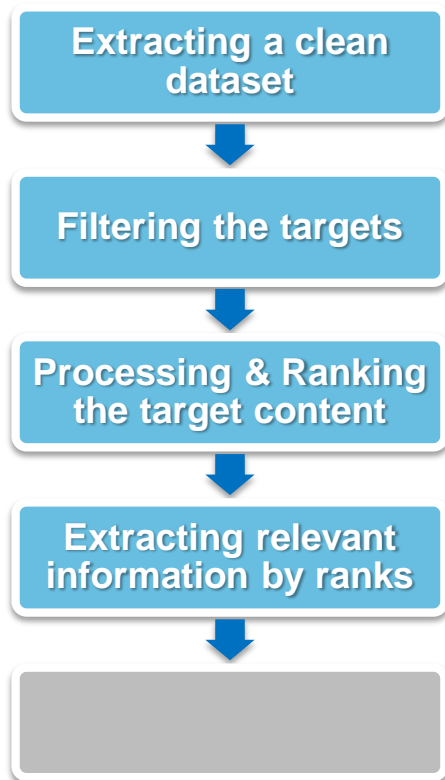 Extracting a clean
dataset
Filtering the targets
Processing & Ranking
the target content
Extracting relevant
information by ranks